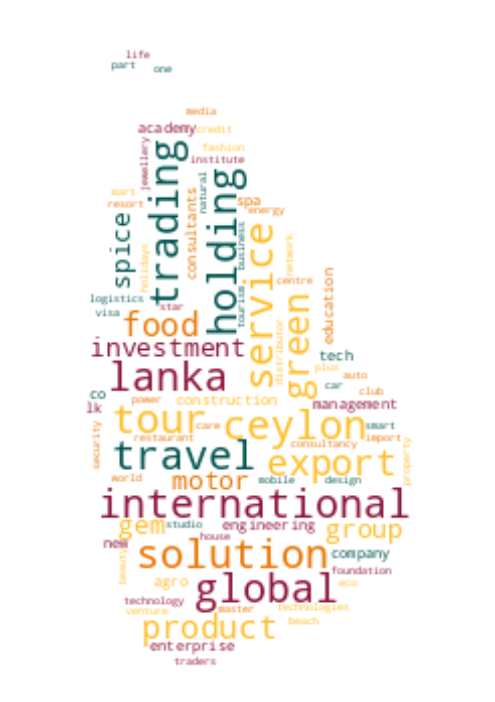 life
part
one
media
academy
credit
fashion
institute
jewellery
trading
natural
holding
mart
resort
consultants
spa
energy
spice
holidays
business
service
network
centre
education
tourism
logistics
visa
star
green
food
distributor
investment
tech
plus
lanka
auto
car
club
co
power
construction
management
lk
tour
care
ceylon
smart
restaurant
consultancy
import
security
travel
export
property
world
motor
mobile
design
international
gem
studio
engineering
group
new
house
solution
company
beauty
foundation
agro
global
eco
technology
venture
master
technologies
product
beach
enterprise
traders